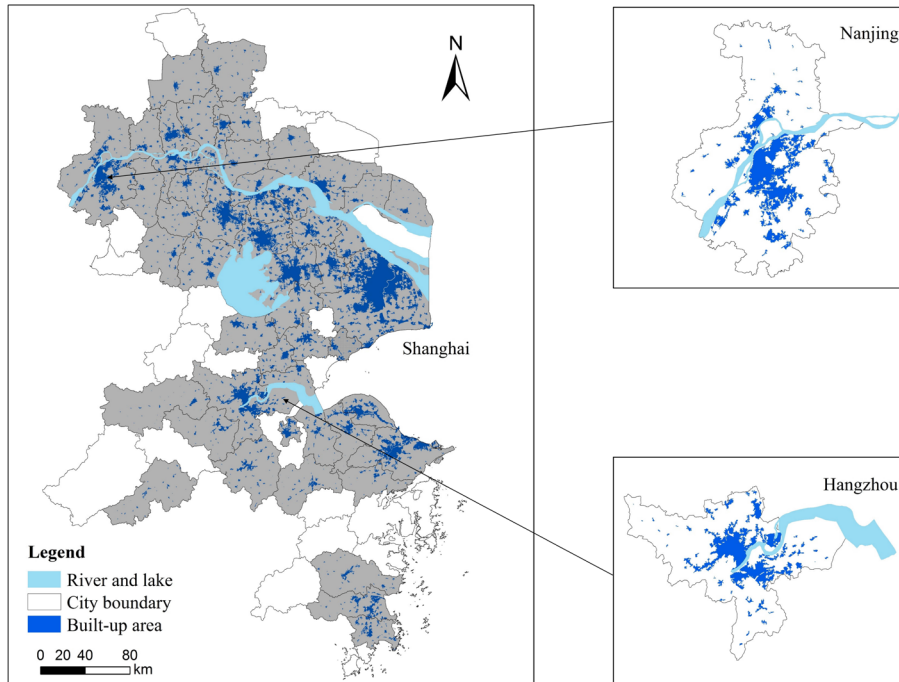 N
Nanjing
Shanghai
Hangzhou
Legend
River and lake
City boundary
Built-up area
0 20 40 80
km